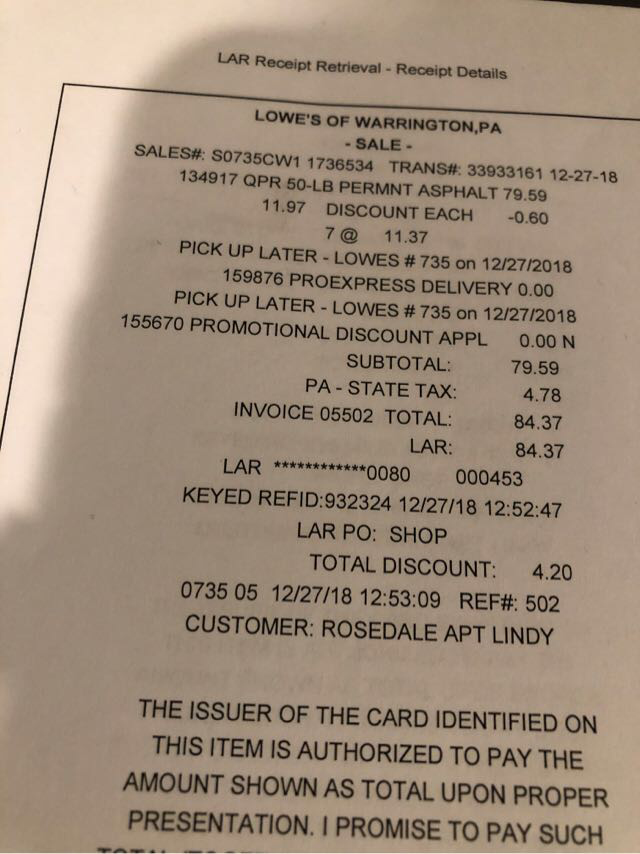 LAR Receipt Retrieval - Receipt Details
LOWE'S OF WARRINGTON,PA
- SALE -
SALES#: S0735CW1 1736534 TRANS#: 33933161 12-27-18
134917 QPR 50-LB PERMNT ASPHALT 79.59
11.97 DISCOUNT EACH -0.60
7 @ 11.37
PICK UP LATER - LOWES # 735 on 12/27/2018
159876 PROEXPRESS DELIVERY 0.00
PICK UP LATER - LOWES # 735 on 12/27/2018
155670 PROMOTIONAL DISCOUNT APPL 0.00 N
SUBTOTAL: 79.59
PA - STATE TAX: 4.78
INVOICE 05502 TOTAL: 84.37
LAR: 84.37
LAR ************0080 000453
KEYED REFID:932324 12/27/18 12:52:47
LAR PO: SHOP
TOTAL DISCOUNT: 4.20
0735 05 12/27/18 12:53:09 REF#: 502
CUSTOMER: ROSEDALE APT LINDY
THE ISSUER OF THE CARD IDENTIFIED ON
THIS ITEM IS AUTHORIZED TO PAY THE
AMOUNT SHOWN AS TOTAL UPON PROPER
PRESENTATION. I PROMISE TO PAY SUCH